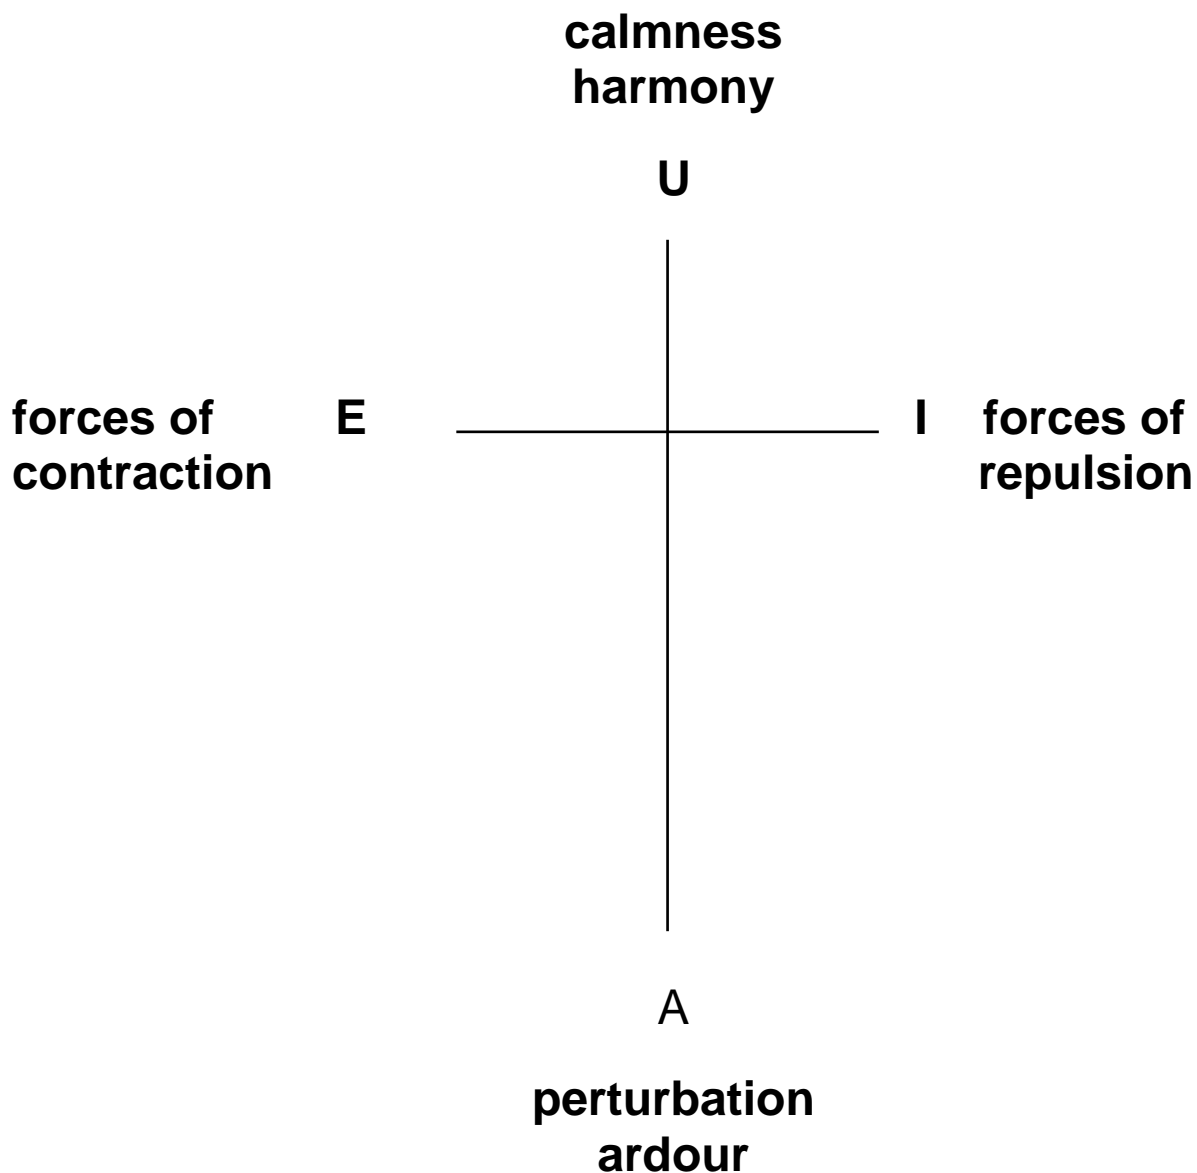 calmness
harmony
U
forces of E I forces of
contraction repulsion
A
perturbation
ardour